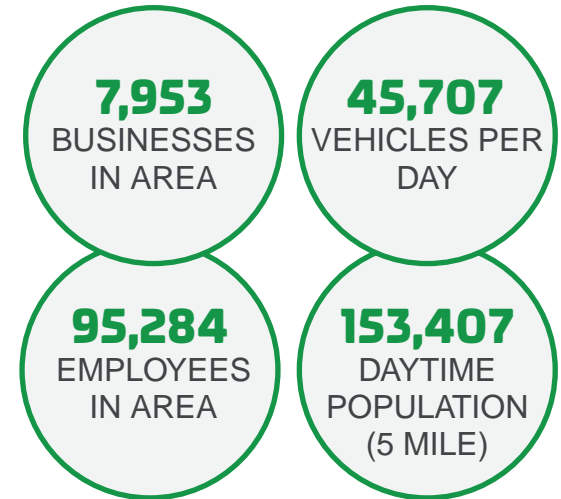 7,953
BUSINESSES
IN AREA
45,707
VEHICLES PER
DAY
95,284
EMPLOYEES
IN AREA
153,407
DAYTIME
POPULATION
(5 MILE)